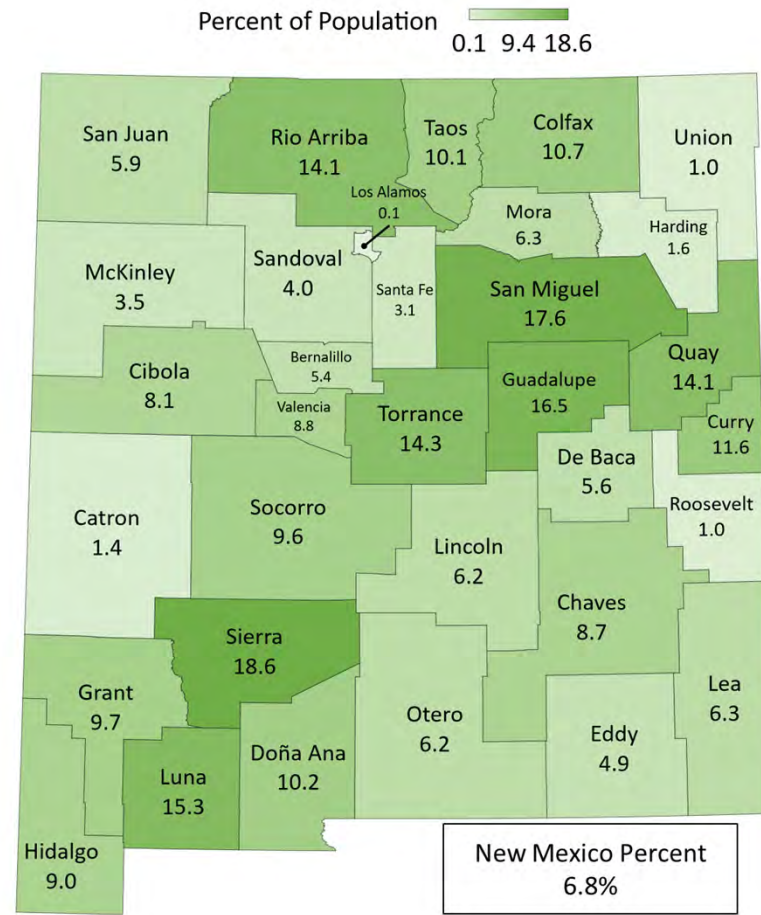 Percent of Population
0.1 9.4 18.6
San Juan
5.9
Rio Arriba
14.1
Taos
10.1
Colfax
10.7
Union
1.0
Los Alamos
0.1
Mora
6.3
Harding
1.6
McKinley
3.5
Sandoval
4.0
Santa Fe
3.1
San Miguel
17.6
Quay
14.1
Cibola
8.1
Bernalillo
5.4
Valencia
8.8
Torrance
14.3
Guadalupe
16.5
Curry
11.6
De Baca
5.6
Catron
1.4
Socorro
9.6
Lincoln
6.2
Roosevelt
1.0
Chaves
8.7
Sierra
18.6
Grant
9.7
Otero
6.2
Lea
6.3
Eddy
4.9
Doña Ana
10.2
Luna
15.3
Hidalgo
9.0
New Mexico Percent
6.8%